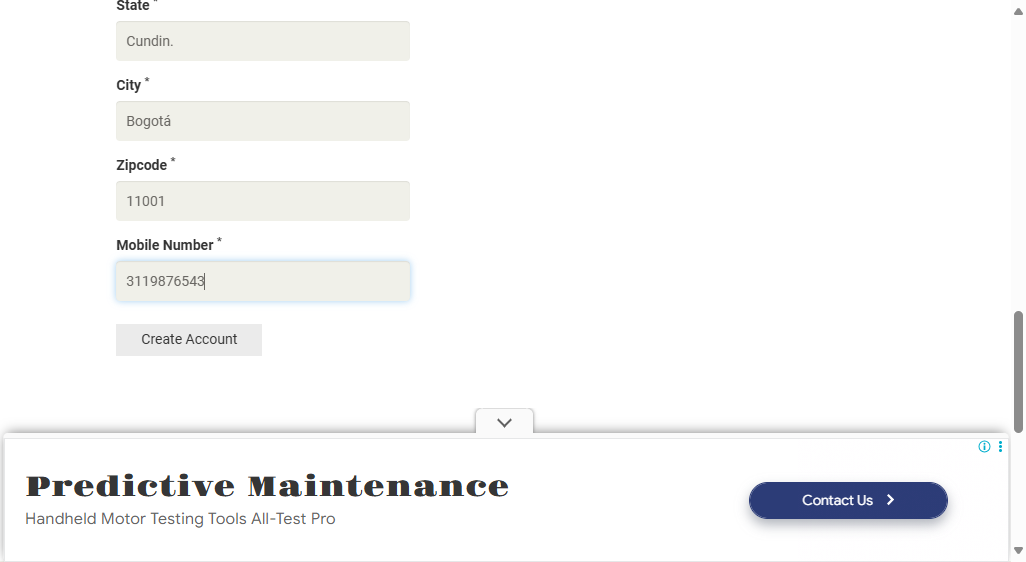 State *
Cundin.
City *
Bogotá
Zipcode *
11001
Mobile Number *
3119876543
Create Account
Predictive Maintenance
Handheld Motor Testing Tools All-Test Pro
Contact Us